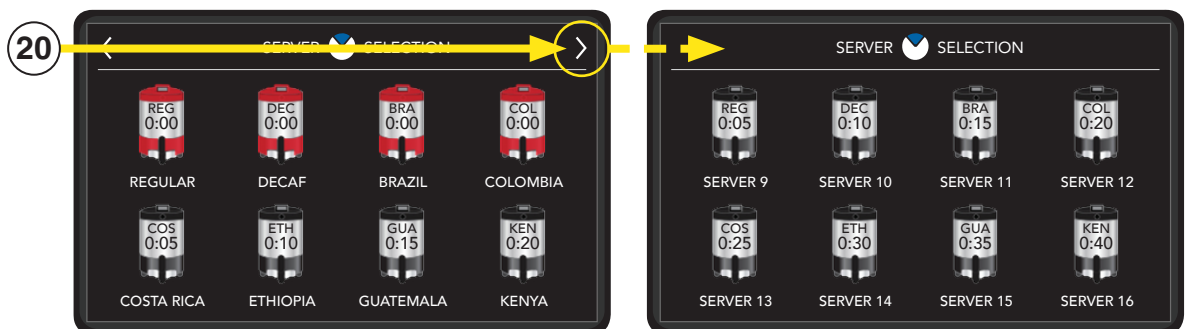 20
< SERVER SELECTION >
REG 0:00
DEC 0:00
BRA 0:00
COL 0:00
REGULAR DECAF BRAZIL COLOMBIA
COS 0:05
ETH 0:10
GUA 0:15
KEN 0:20
COSTA RICA ETHIOPIA GUATEMALA KENYA
SERVER SELECTION
REG 0:05
DEC 0:10
BRA 0:15
COL 0:20
SERVER 9 SERVER 10 SERVER 11 SERVER 12
COS 0:25
ETH 0:30
GUA 0:35
KEN 0:40
SERVER 13 SERVER 14 SERVER 15 SERVER 16